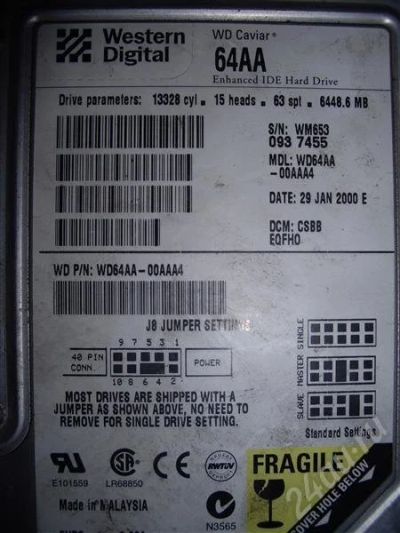 Western Digital
WD Caviar®
64AA
Enhanced IDE Hard Drive
Drive parameters: 13328 cyl. 15 heads. 63 spt. 6448.6 MB
S/N: WM653
093 7455
MDL: WD64AA
-00AAA4
DATE: 29 JAN 2000 E
DCM: CSBB
EQFHO
WD P/N: WD64AA-00AAA4
J8 JUMPER SETTINGS
9 7 5 3 1
40 PIN CONN.
POWER
10 8 6 4 2
SLAVE MASTER SINGLE
MOST DRIVES ARE SHIPPED WITH A
JUMPER AS SHOWN ABOVE, NO NEED TO
REMOVE FOR SINGLE DRIVE SETTING.
Standard Settings
E101559
LR68850
RWTUV
N3565
Made in MALAYSIA
FRAGILE
COVER HOLE BELOW